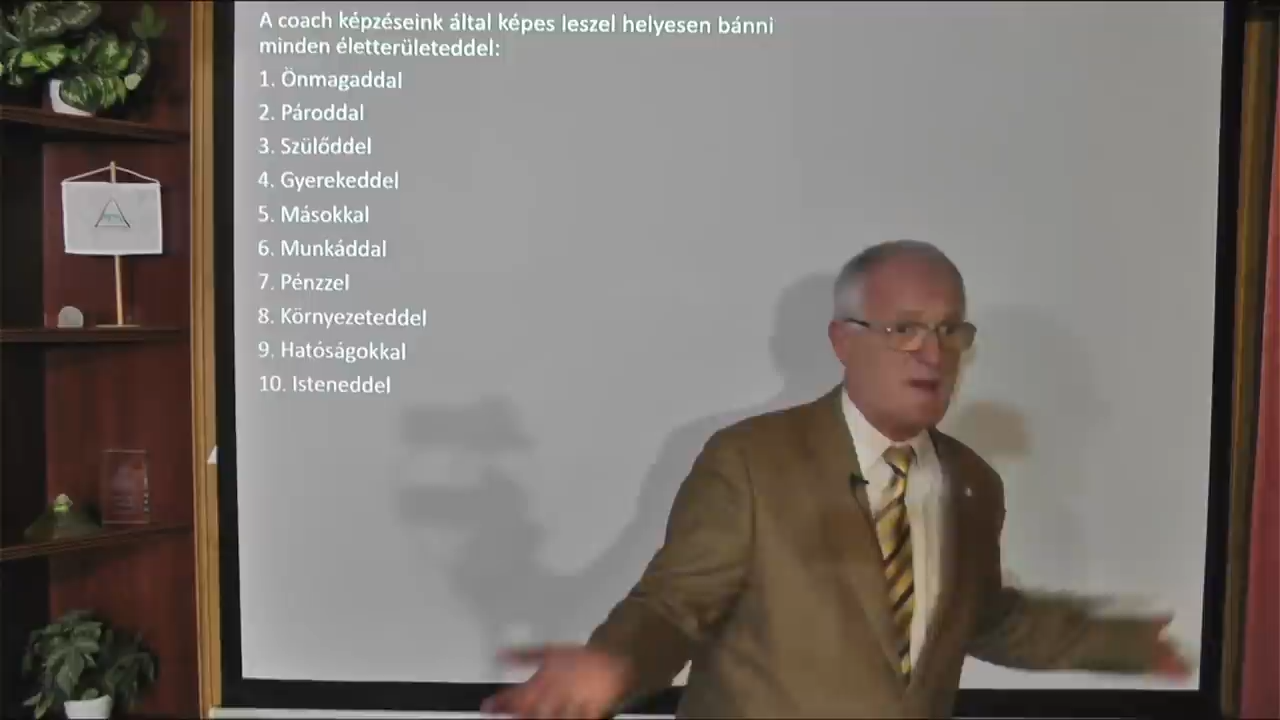 A coach képzéseink által képes leszel helyesen bánni
minden életterületeddel:
1. Önmagaddal
2. Pároddal
3. Szülőddel
4. Gyerekeddel
5. Másokkal
6. Munkáddal
7. Pénzzel
8. Környezeteddel
9. Hatóságokkal
10. Isteneddel